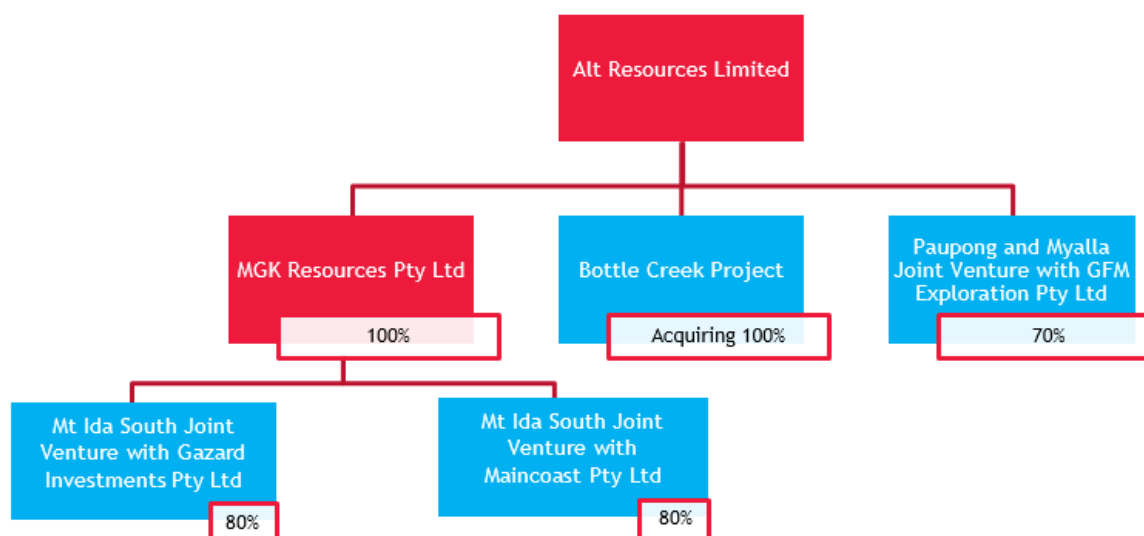 Alt Resources Limited
MGK Resources Pty Ltd
100%
Bottle Creek Project
Acquiring 100%
Paupong and Myalla
Joint Venture with GFM
Exploration Pty Ltd
70%
Mt Ida South Joint
Venture with Gazard
Investments Pty Ltd
80%
Mt Ida South Joint
Venture with
Maincoast Pty Ltd
80%